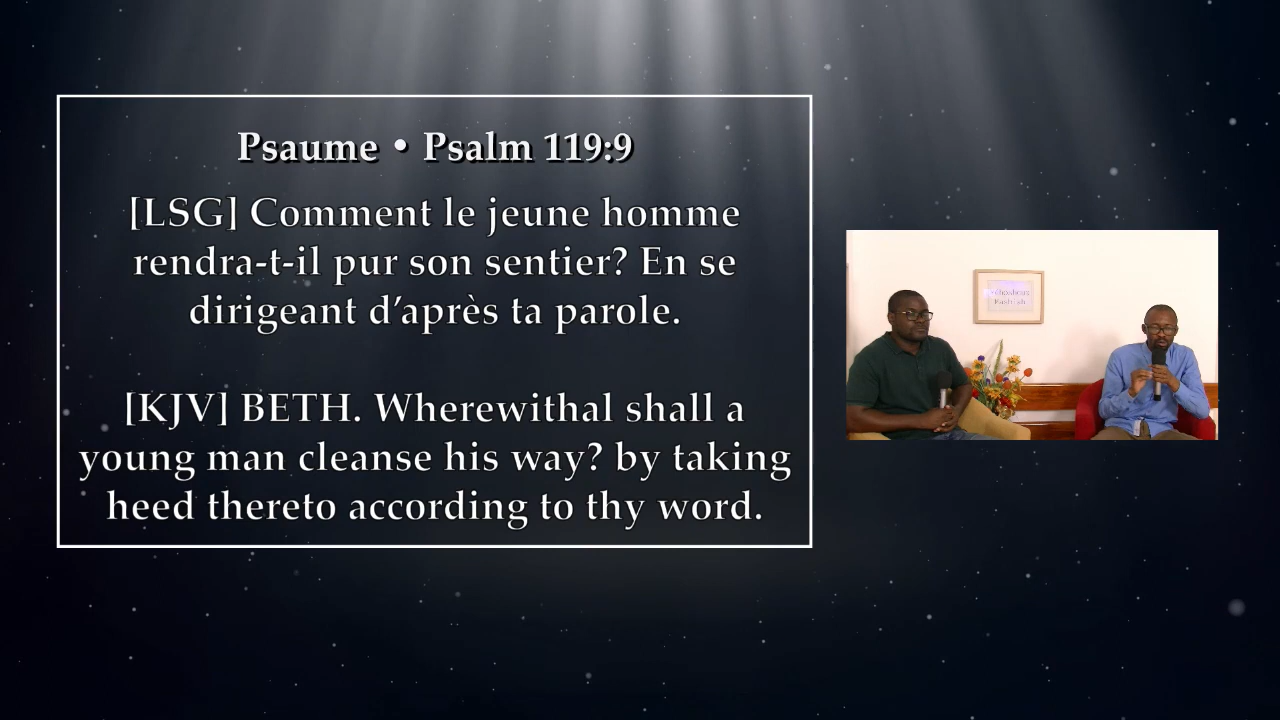 Psaume • Psalm 119:9
[LSG] Comment le jeune homme
rendra-t-il pur son sentier? En se
dirigeant d’après ta parole.
[KJV] BETH. Wherewithal shall a
young man cleanse his way? by taking
heed thereto according to thy word.